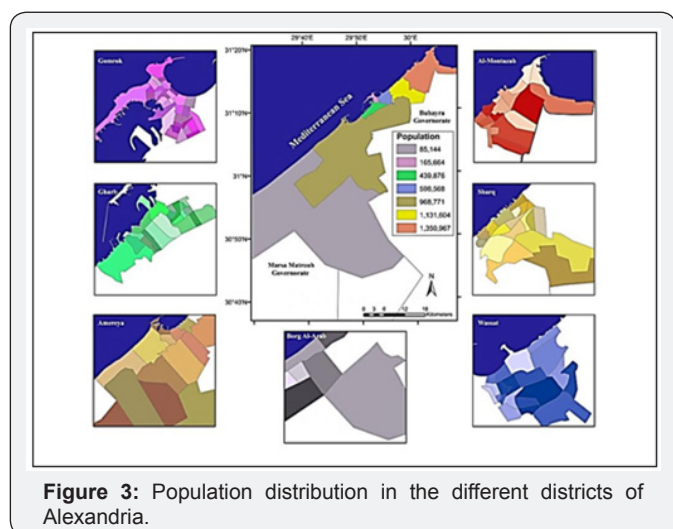 29°40'E 29°50'E 30°E
31°20'N
31°10'N
31°N
30°50'N
30°40'N
Gomrok
Mediterranean Sea
Buhayra
Governorate
Population
85,144
165,664
439,876
598,568
968,771
1,131,604
1,350,967
Al-Montazah
Gharb
Sharq
Marsa Matrouh
Governorate
N
Kilometers
Amereya
Borg Al-Arab
Wassat
Figure 3: Population distribution in the different districts of
Alexandria.